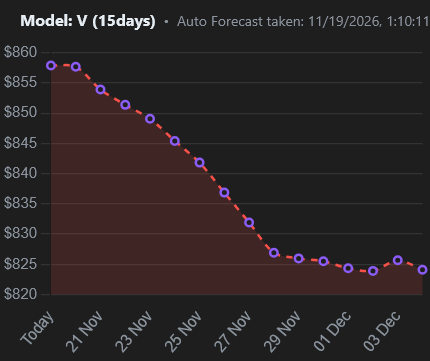 Model: V (15days) • Auto Forecast taken: 11/19/2026, 1:10:11
$860
$855
$850
$845
$840
$835
$830
$825
$820
Today
21 Nov
23 Nov
25 Nov
27 Nov
29 Nov
01 Dec
03 Dec